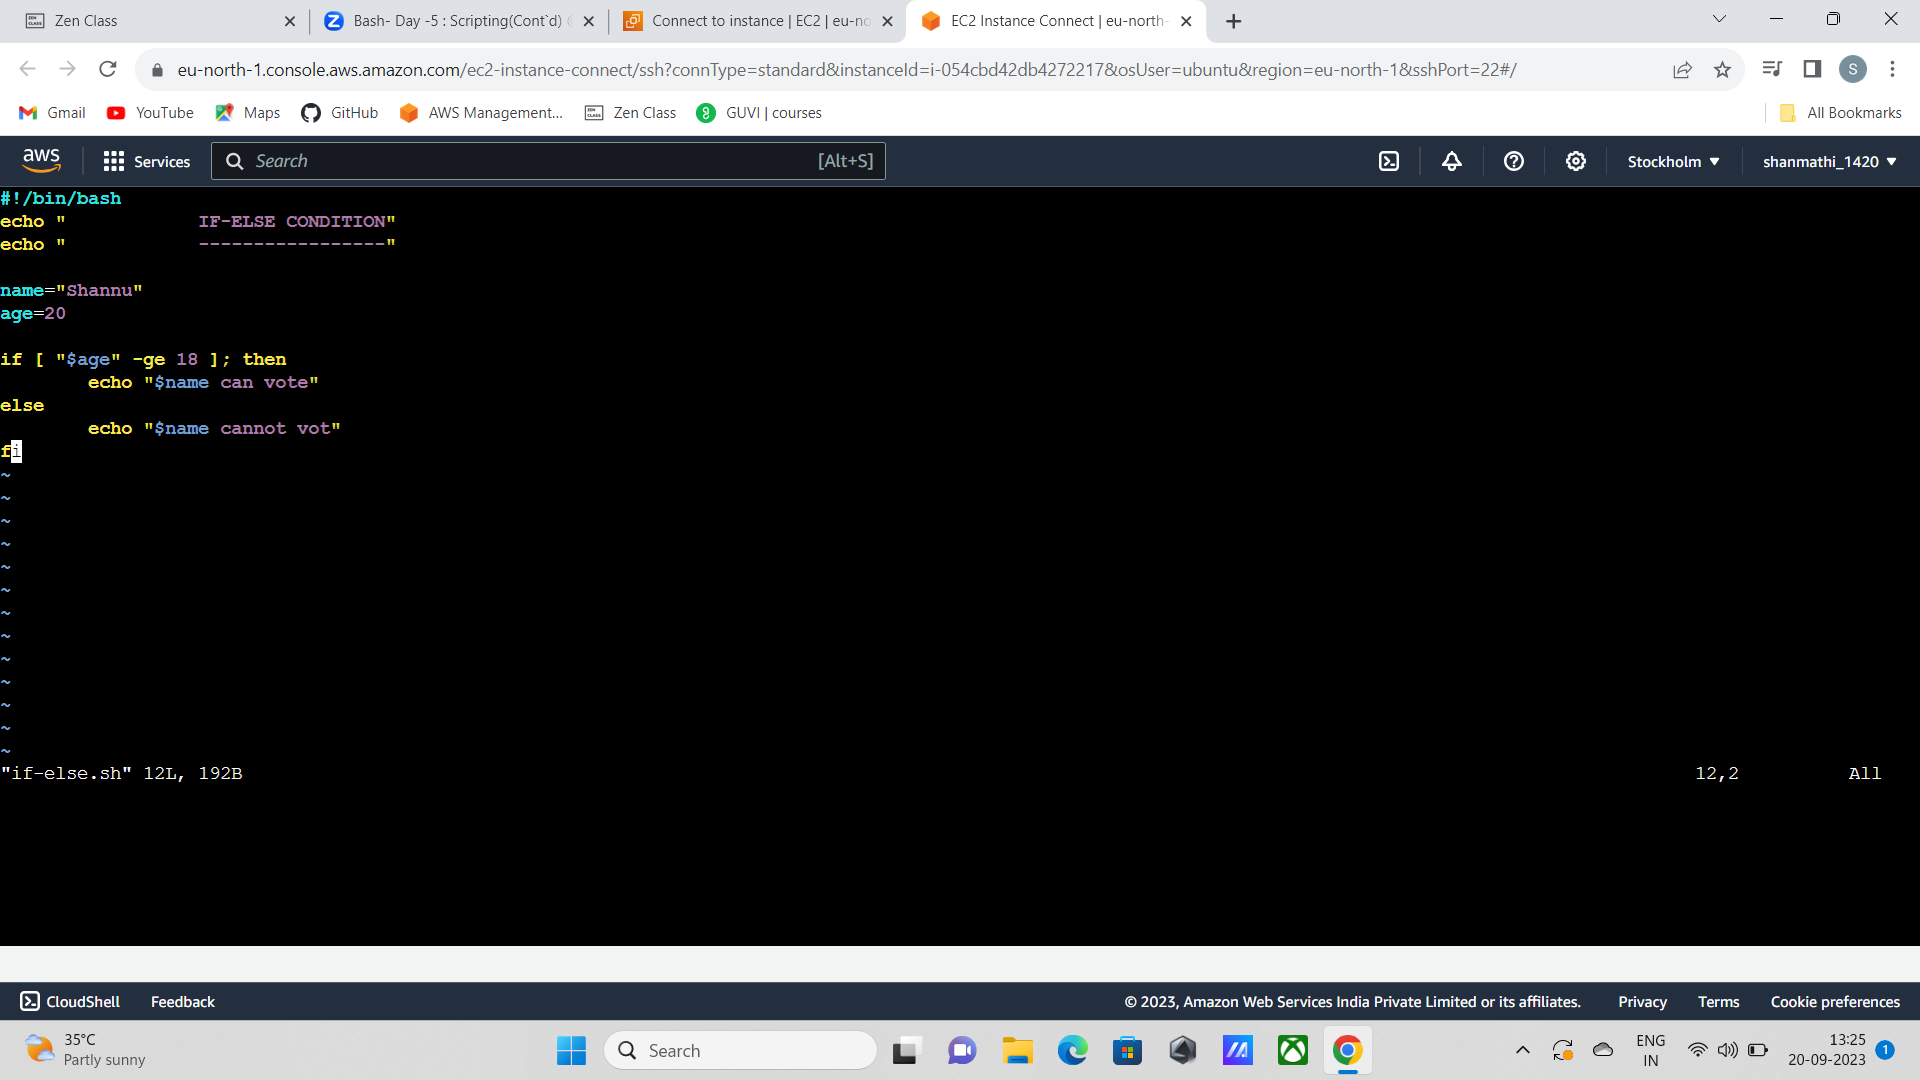 Zen Class
Bash- Day -5 : Scripting(Cont`d)
Connect to instance | EC2 | eu-no
EC2 Instance Connect | eu-north-
eu-north-1.console.aws.amazon.com/ec2-instance-connect/ssh?connType=standard&instanceId=i-054cbd42db4272217&osUser=ubuntu&region=eu-north-1&sshPort=22#/
S
Gmail
YouTube
Maps
GitHub
AWS Management...
Zen Class
GUVI | courses
All Bookmarks
aws
Services
Search
[Alt+S]
Stockholm
shanmathi_1420
#!/bin/bash
echo "            IF-ELSE CONDITION"
echo "            -----------------"
name="Shannu"
age=20
if [ "$age" -ge 18 ]; then
        echo "$name can vote"
else
        echo "$name cannot vot"
fi
~
~
~
~
~
~
~
~
~
~
~
~
~
"if-else.sh" 12L, 192B
12,2
All
CloudShell
Feedback
© 2023, Amazon Web Services India Private Limited or its affiliates.
Privacy
Terms
Cookie preferences
35°C
Partly sunny
Search
ENG
IN
13:25
20-09-2023
1